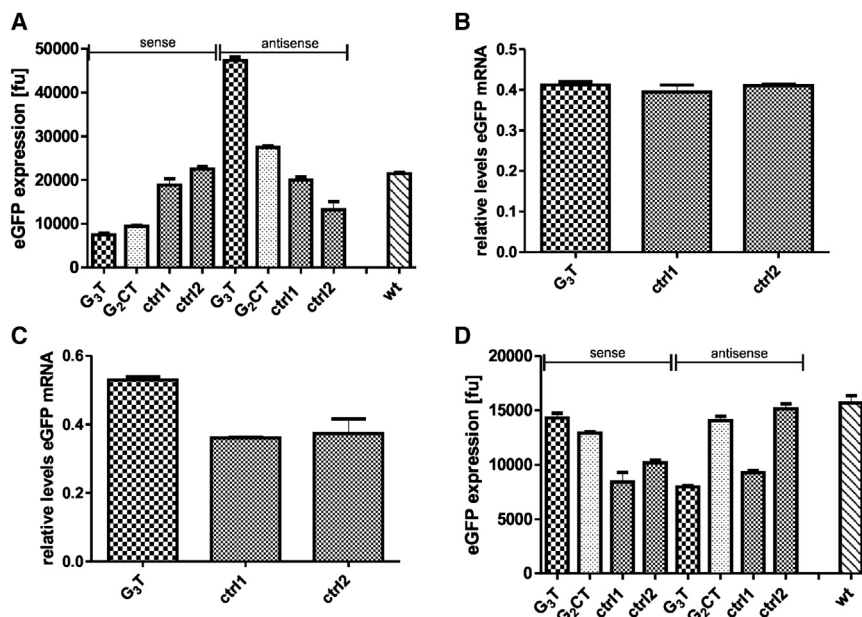 A
sense antisense
eGFP expression [fu]
50000
40000
30000
20000
10000
0
G₃T G₂CT ctrl1 ctrl2 G₃T G₂CT ctrl1 ctrl2 wt
B
relative levels eGFP mRNA
0.5
0.4
0.3
0.2
0.1
0.0
G₃T ctrl1 ctrl2
C
relative levels eGFP mRNA
0.6
0.4
0.2
0.0
G₃T ctrl1 ctrl2
D
sense antisense
eGFP expression [fu]
20000
15000
10000
5000
0
G₃T G₂CT ctrl1 ctrl2 G₃T G₂CT ctrl1 ctrl2 wt